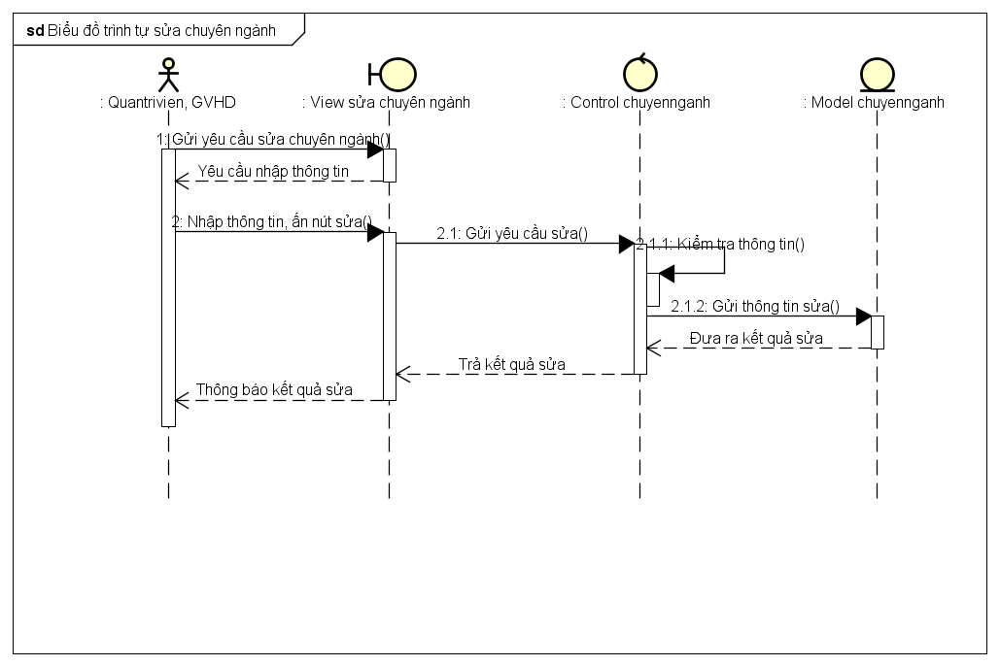 sd Biểu đồ trình tự sửa chuyên ngành
: Quantrivien, GVHD
: View sửa chuyên ngành
: Control chuyennganh
: Model chuyennganh
1: Gửi yêu cầu sửa chuyên ngành()
Yêu cầu nhập thông tin
2: Nhập thông tin, ấn nút sửa()
2.1: Gửi yêu cầu sửa()
2.1.1: Kiểm tra thông tin()
2.1.2: Gửi thông tin sửa()
Đưa ra kết quả sửa
Trả kết quả sửa
Thông báo kết quả sửa